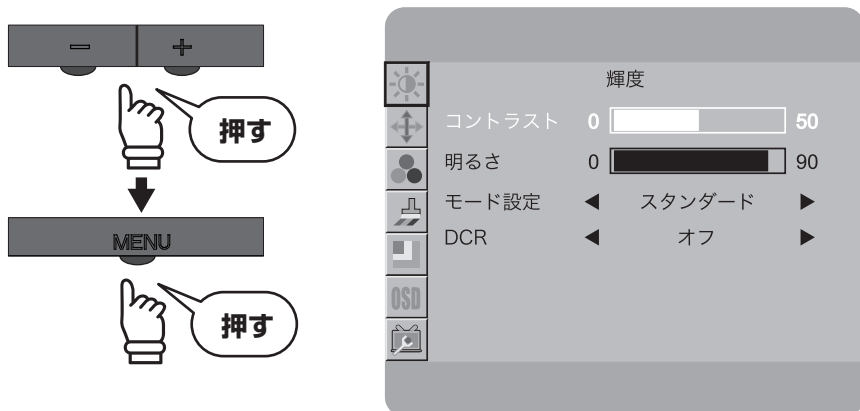 − +
押す
MENU
押す
輝度
コントラスト 0 50
明るさ 0 90
モード設定 ◀ スタンダード ▶
DCR ◀ オフ ▶
OSD